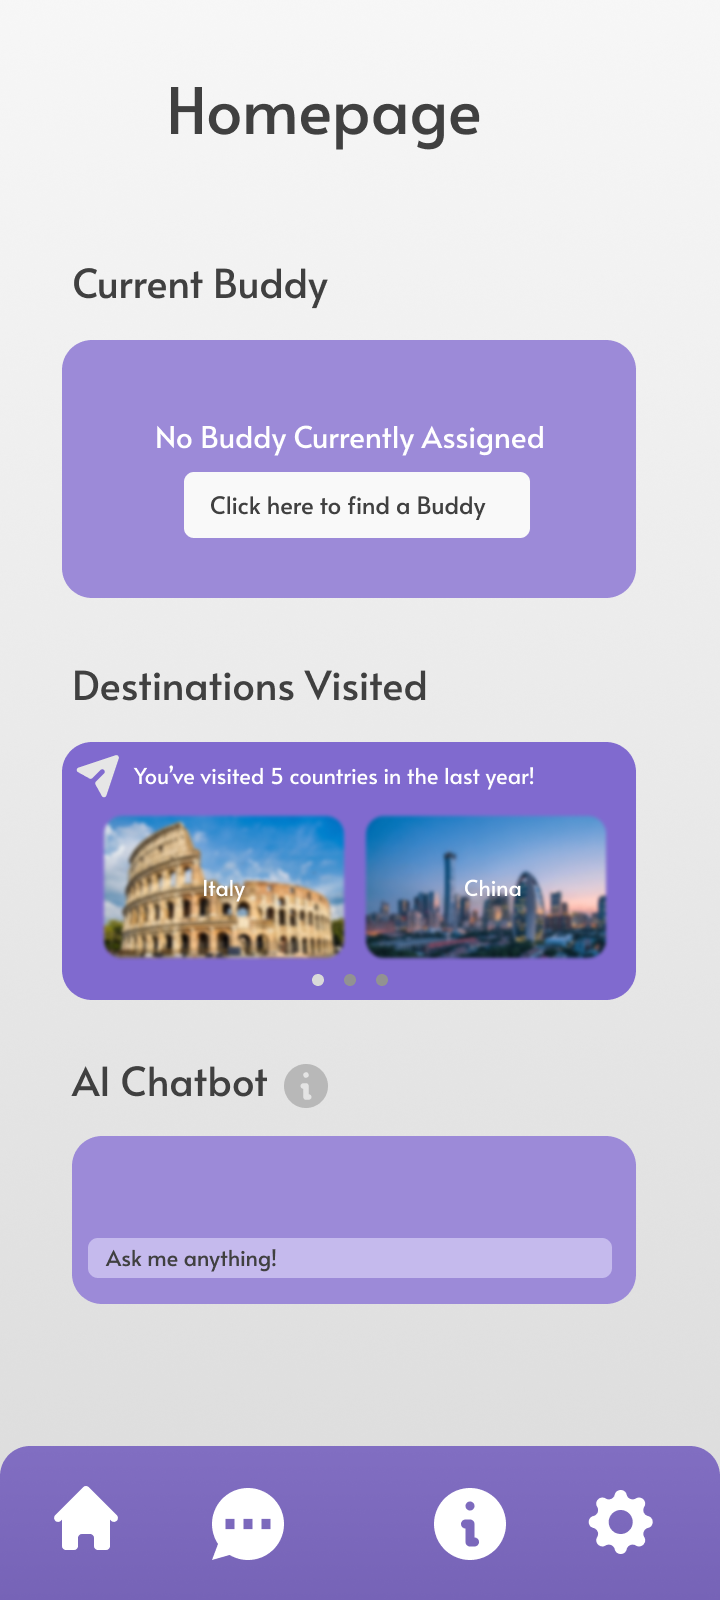 Homepage
Current Buddy
No Buddy Currently Assigned
Click here to find a Buddy
Destinations Visited
You’ve visited 5 countries in the last year!
Italy
China
AI Chatbot
Ask me anything!